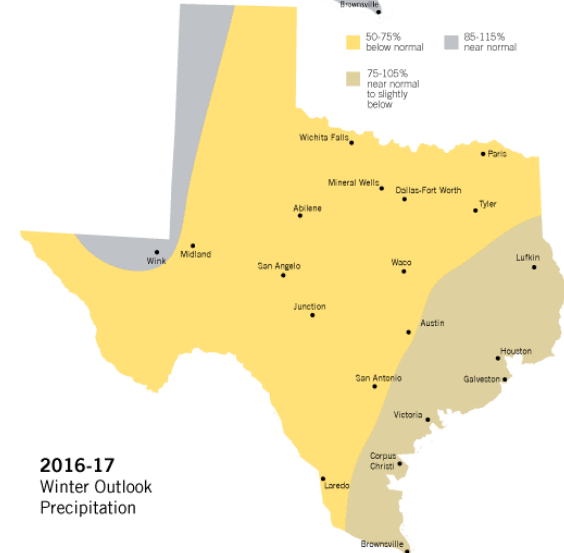 Brownsville
50-75%
below normal
85-115%
near normal
75-105%
near normal
to slightly
below
Wichita Falls
Paris
Mineral Wells
Dallas-Fort Worth
Abilene
Tyler
Wink
Midland
San Angelo
Waco
Lufkin
Junction
Austin
Houston
San Antonio
Galveston
Victoria
Corpus
Christi
Laredo
Brownsville
2016-17
Winter Outlook
Precipitation